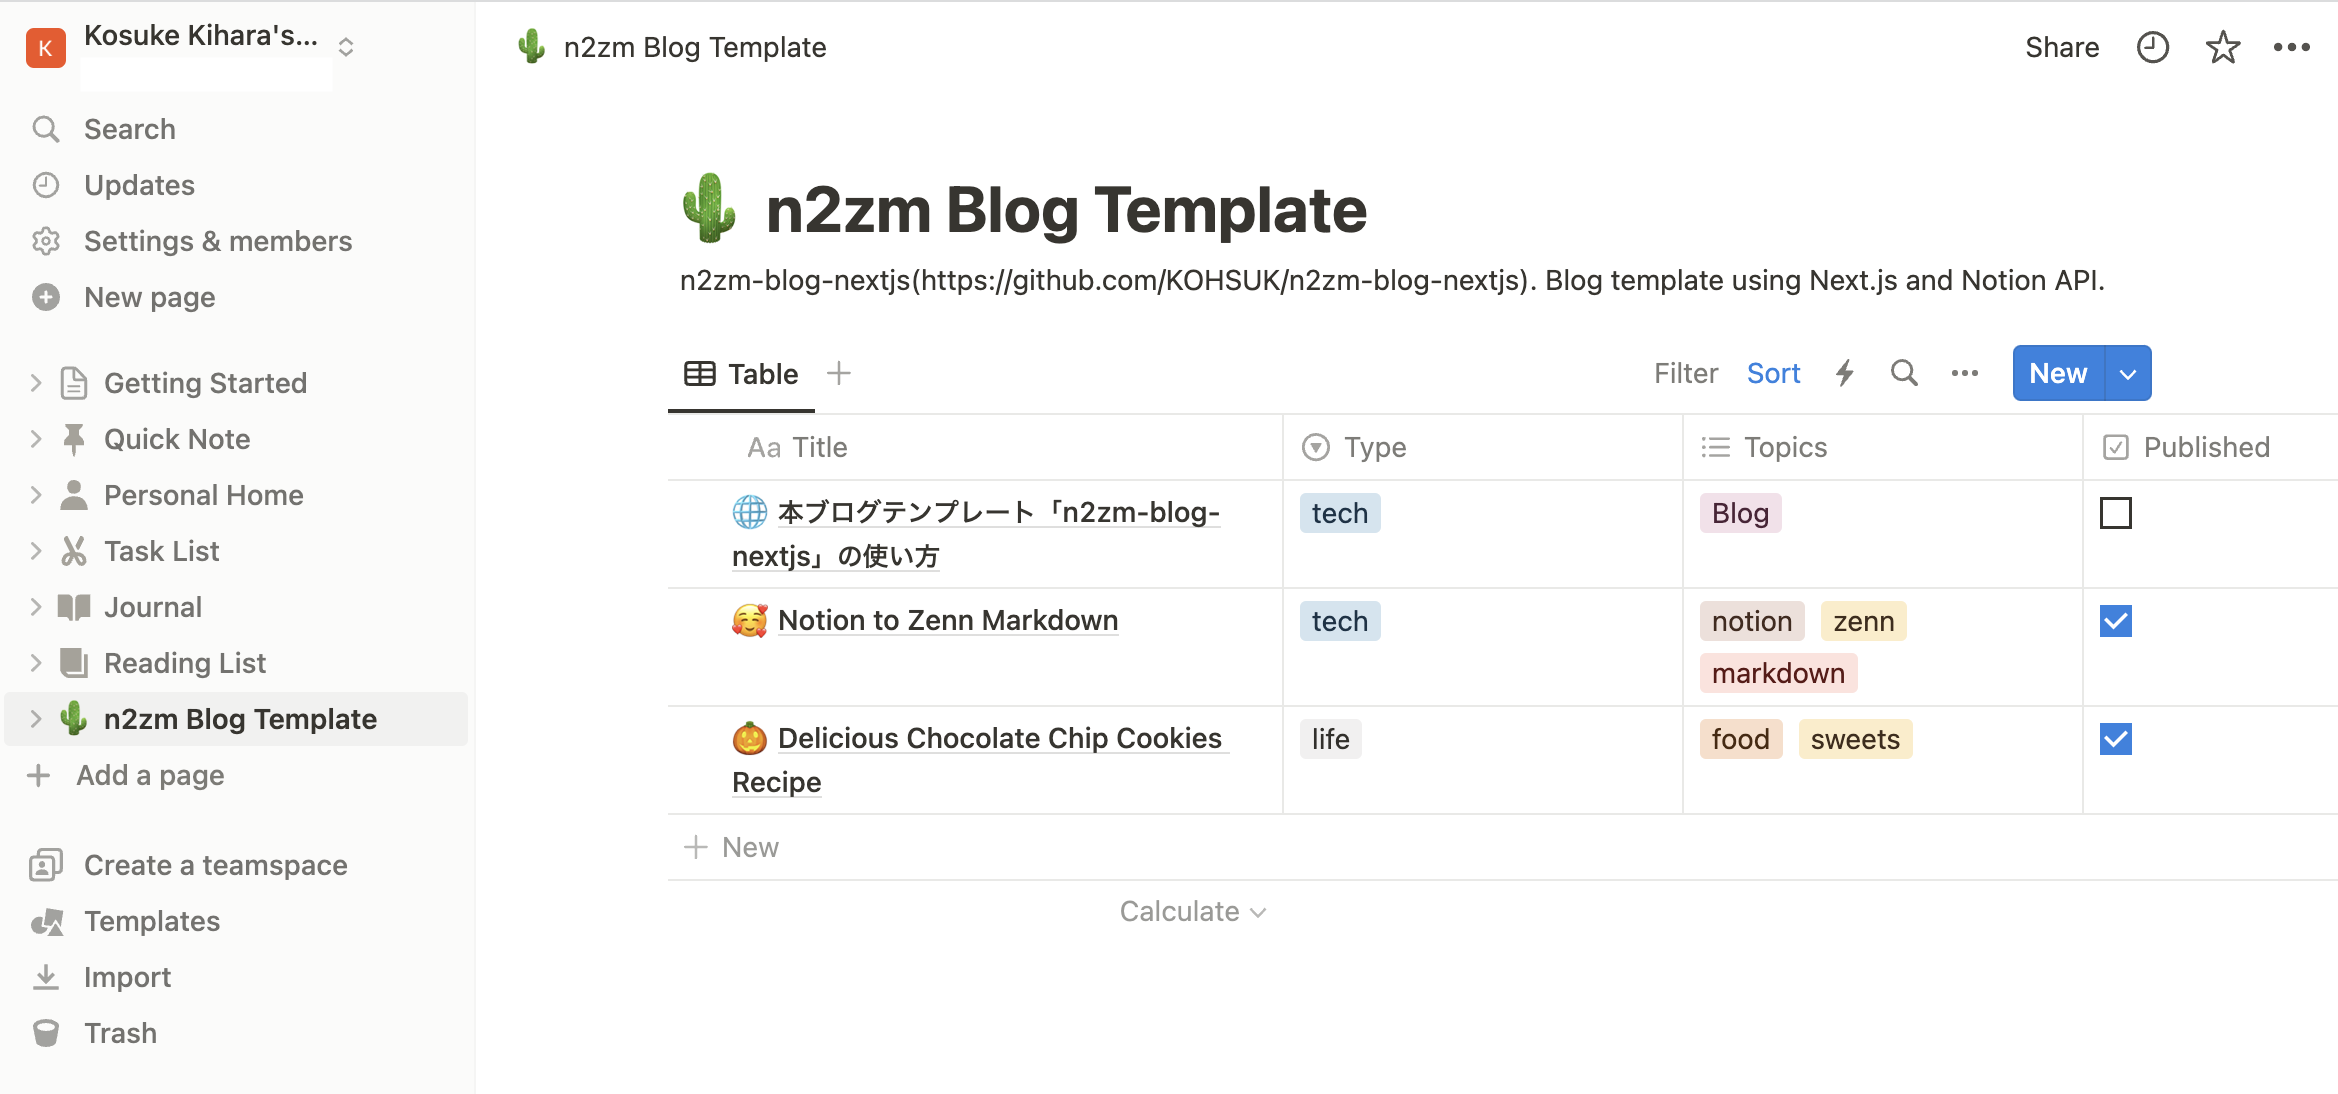 K
Kosuke Kihara's...
Search
Updates
Settings & members
New page
Getting Started
Quick Note
Personal Home
Task List
Journal
Reading List
n2zm Blog Template
Add a page
Create a teamspace
Templates
Import
Trash
n2zm Blog Template
Share
n2zm Blog Template
n2zm-blog-nextjs(https://github.com/KOHSUK/n2zm-blog-nextjs). Blog template using Next.js and Notion API.
Table
Filter Sort New
Aa Title Type Topics Published
本ブログテンプレート「n2zm-blog-
nextjs」の使い方
tech
Blog
Notion to Zenn Markdown
tech
notion zenn
markdown
Delicious Chocolate Chip Cookies
Recipe
life
food sweets
New
Calculate